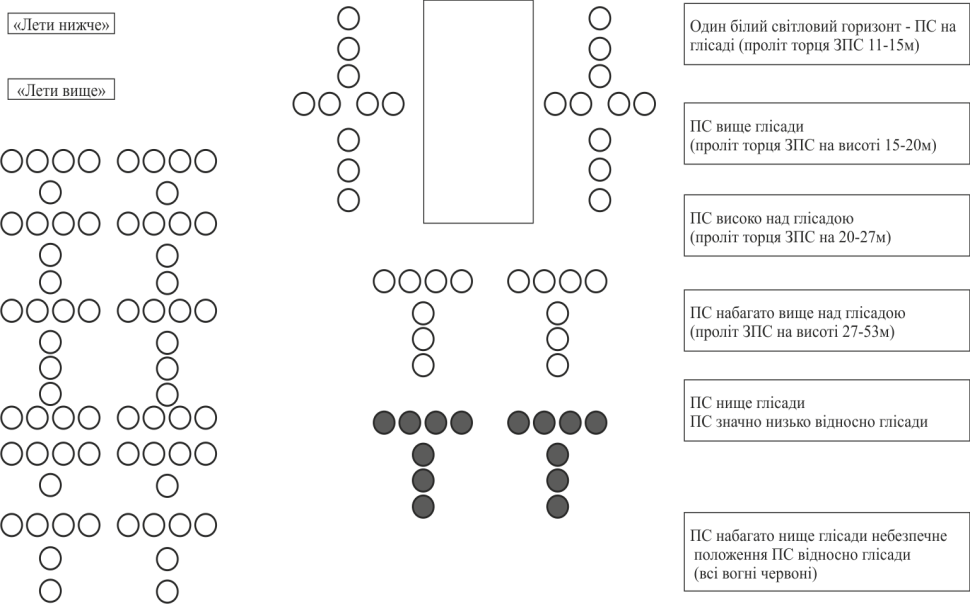 «Лети нижче»
«Лети вище»
Один білий світловий горизонт - ПС на
глісаді (проліт торця ЗПС 11-15м)
ПС вище глісади
(проліт торця ЗПС на висоті 15-20м)
ПС високо над глісадою
(проліт торця ЗПС на 20-27м)
ПС набагато вище над глісадою
(проліт ЗПС на висоті 27-53м)
ПС нище глісади
ПС значно низько відносно глісади
ПС набагато нище глісади небезпечне
положення ПС відносно глісади
(всі вогні червоні)